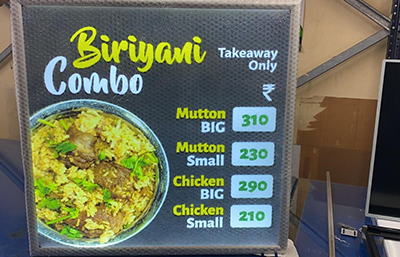 Biriyani
Combo
Takeaway
Only
₹
Mutton
BIG
310
Mutton
Small
230
Chicken
BIG
290
Chicken
Small
210